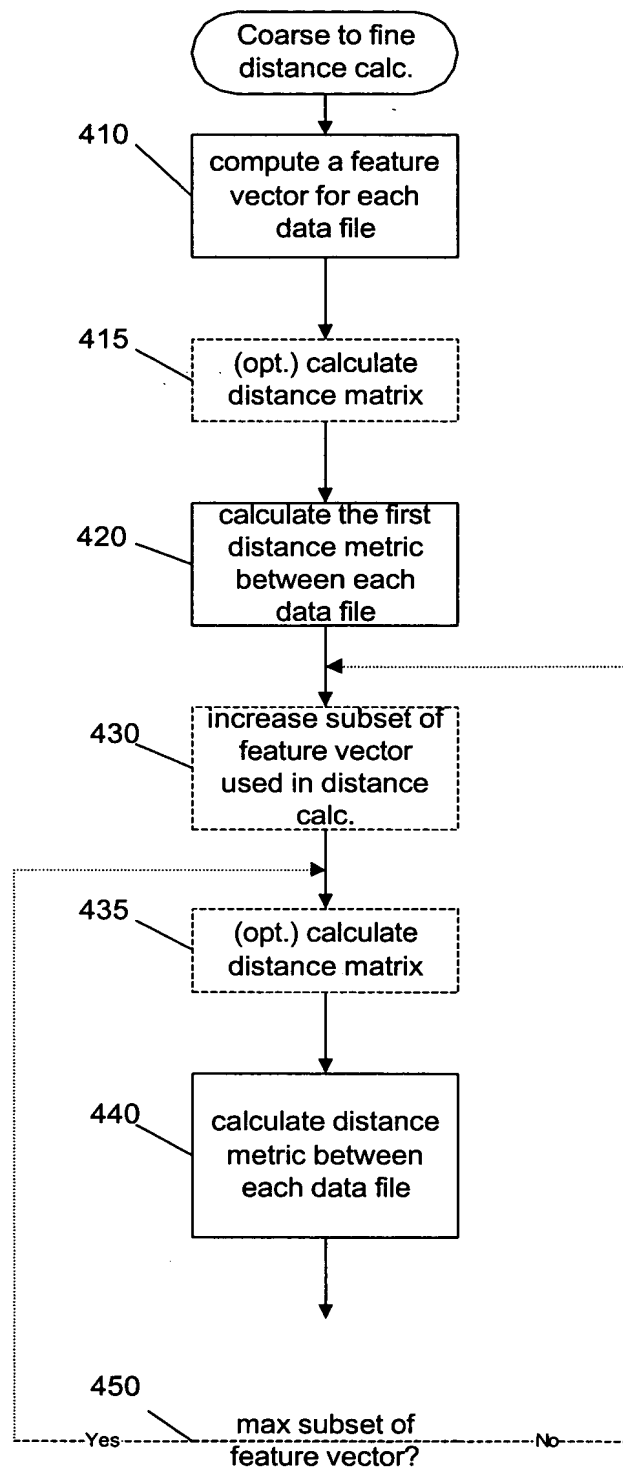 Coarse to fine
distance calc.
410
compute a feature
vector for each
data file
415
(opt.) calculate
distance matrix
420
calculate the first
distance metric
between each
data file
430
increase subset of
feature vector
used in distance
calc.
435
(opt.) calculate
distance matrix
440
calculate distance
metric between
each data file
450
Yes
max subset of
feature vector?
No